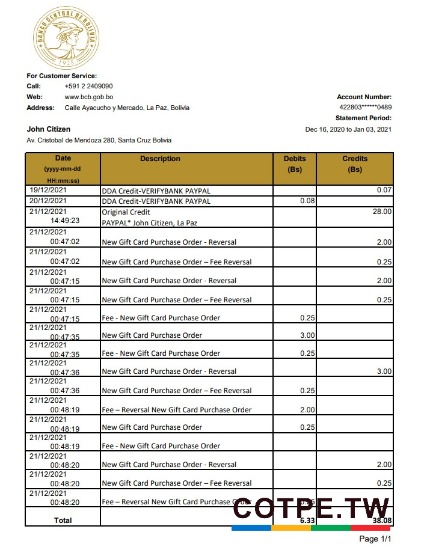 BANCO CENTRAL DE BOLIVIA
1928
For Customer Service:
Call: +591 2 2409090
Web: www.bcb.gob.bo
Address: Calle Ayacucho y Mercado, La Paz, Bolivia
Account Number:
422803******0489
Statement Period:
Dec 16, 2020 to Jan 03, 2021
John Citizen
Av. Cristobal de Mendoza 280, Santa Cruz Bolivia
Date (yyyy-mm-dd HH:mm:ss) Description Debits (Bs) Credits (Bs)
19/12/2021 DDA Credit-VERIFYBANK PAYPAL 0.07
20/12/2021 DDA Credit-VERIFYBANK PAYPAL 0.08
21/12/2021 Original Credit 28.00
14:49:23 PAYPAL* John Citizen, La Paz
21/12/2021
00:47:02 New Gift Card Purchase Order - Reversal 2.00
21/12/2021
00:47:02 New Gift Card Purchase Order – Fee Reversal 0.25
21/12/2021
00:47:15 New Gift Card Purchase Order - Reversal 2.00
21/12/2021
00:47:15 New Gift Card Purchase Order – Fee Reversal 0.25
21/12/2021
00:47:15 Fee - New Gift Card Purchase Order 0.25
21/12/2021
00:47:35 New Gift Card Purchase Order 3.00
21/12/2021
00:47:35 Fee - New Gift Card Purchase Order 0.25
21/12/2021
00:47:36 New Gift Card Purchase Order - Reversal 3.00
21/12/2021
00:47:36 New Gift Card Purchase Order – Fee Reversal 0.25
21/12/2021
00:48:19 Fee – Reversal New Gift Card Purchase Order 2.00
21/12/2021
00:48:19 New Gift Card Purchase Order 0.25
21/12/2021
00:48:19 Fee - New Gift Card Purchase Order
21/12/2021
00:48:20 New Gift Card Purchase Order - Reversal 2.00
21/12/2021
00:48:20 New Gift Card Purchase Order – Fee Reversal 0.25
21/12/2021
00:48:20 Fee – Reversal New Gift Card Purchase
COTPE.TW
Total 6.33 38.08
Page 1/1